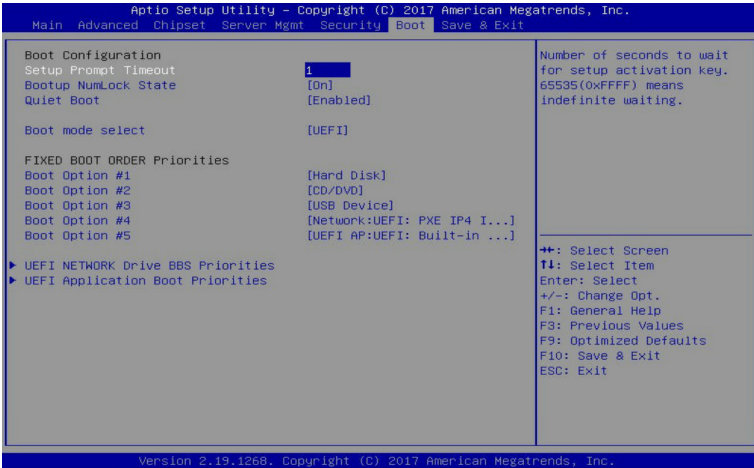 Aptio Setup Utility – Copyright (C) 2017 American Megatrends, Inc.
Main Advanced Chipset Server Mgmt Security Boot Save & Exit
Boot Configuration
Setup Prompt Timeout 1
Bootup NumLock State [On]
Quiet Boot [Enabled]
Boot mode select [UEFI]
FIXED BOOT ORDER Priorities
Boot Option #1 [Hard Disk]
Boot Option #2 [CD/DVD]
Boot Option #3 [USB Device]
Boot Option #4 [Network:UEFI: PXE IP4 I...]
Boot Option #5 [UEFI AP:UEFI: Built-in ...]
▶ UEFI NETWORK Drive BBS Priorities
▶ UEFI Application Boot Priorities
Number of seconds to wait
for setup activation key.
65535(0xFFFF) means
indefinite waiting.
→←: Select Screen
↑↓: Select Item
Enter: Select
+/-: Change Opt.
F1: General Help
F3: Previous Values
F9: Optimized Defaults
F10: Save & Exit
ESC: Exit
Version 2.19.1268. Copyright (C) 2017 American Megatrends, Inc.